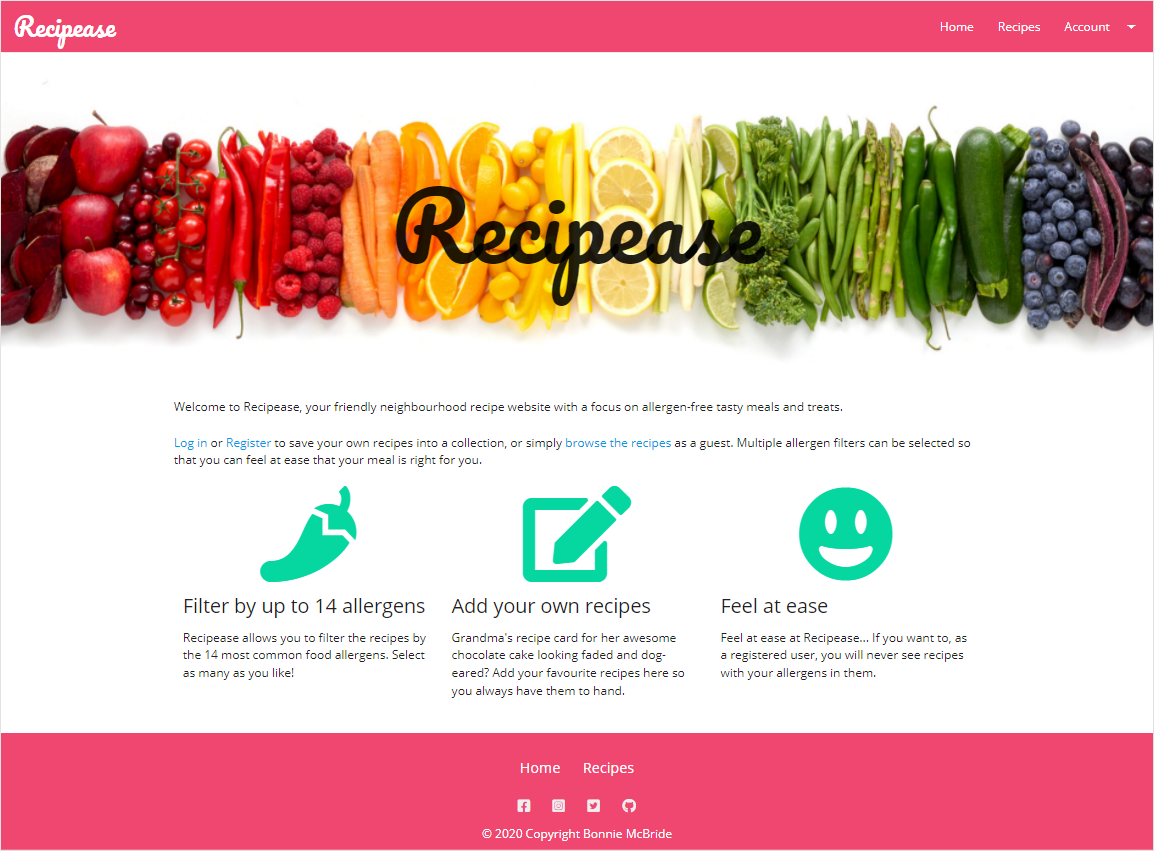 Recipease
Home Recipes Account
Recipease
Welcome to Recipease, your friendly neighbourhood recipe website with a focus on allergen-free tasty meals and treats.
Log in or Register to save your own recipes into a collection, or simply browse the recipes as a guest. Multiple allergen filters can be selected so
that you can feel at ease that your meal is right for you.
Filter by up to 14 allergens
Recipease allows you to filter the recipes by
the 14 most common food allergens. Select
as many as you like!
Add your own recipes
Grandma's recipe card for her awesome
chocolate cake looking faded and dog-
eared? Add your favourite recipes here so
you always have them to hand.
Feel at ease
Feel at ease at Recipease... If you want to, as
a registered user, you will never see recipes
with your allergens in them.
Home Recipes
© 2020 Copyright Bonnie McBride